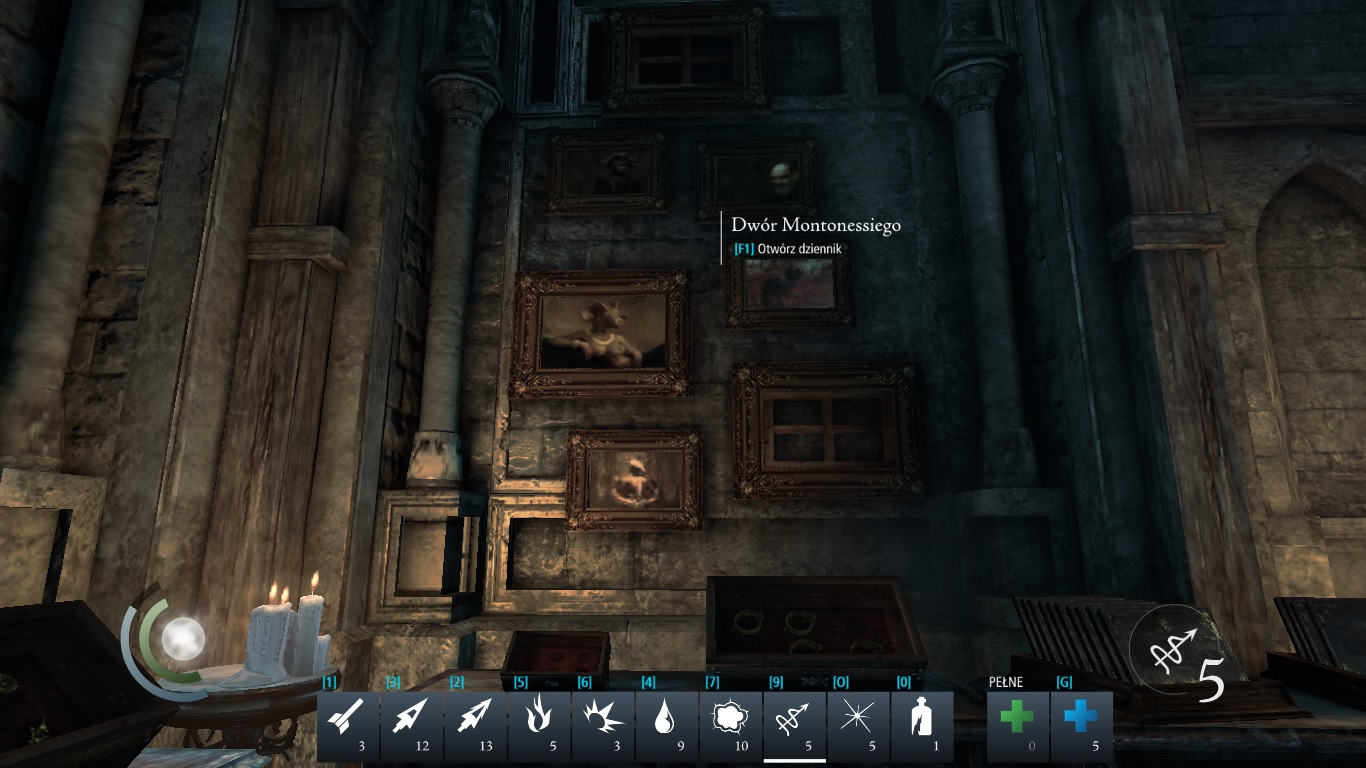 Dwór Montonessiego
[F1] Otwórz dziennik
5
[1] [3] [2] [5] [6] [4] [7] [9] [O] [0] PEŁNE [G]
3 12 13 5 3 9 10 5 5 1 0 5